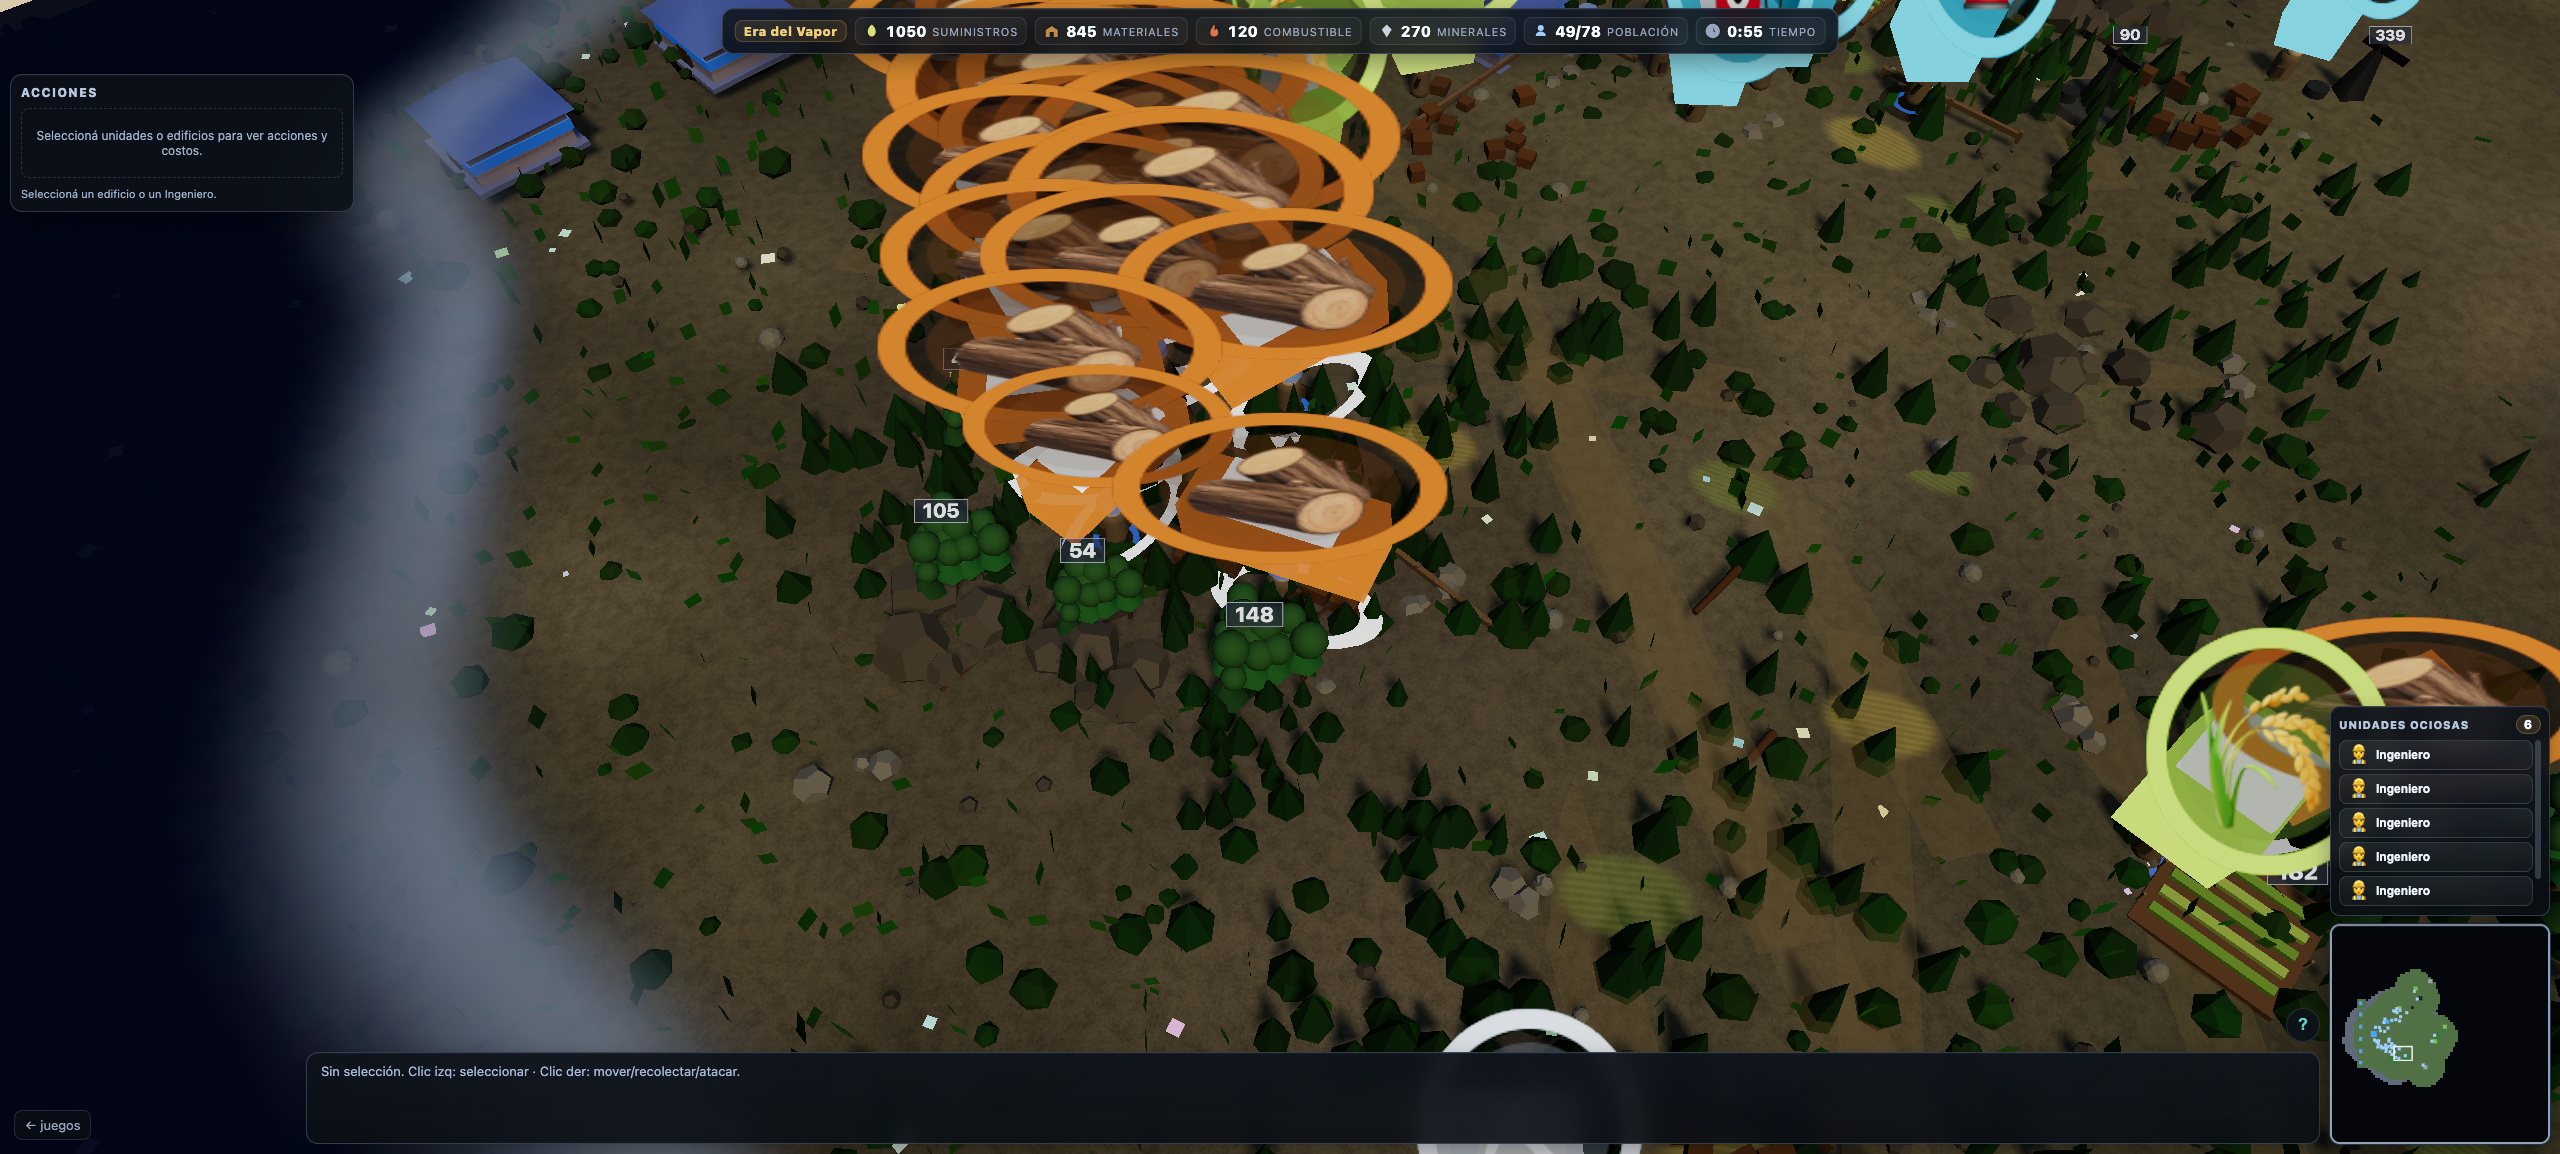 Era del Vapor
1050 SUMINISTROS
845 MATERIALES
120 COMBUSTIBLE
270 MINERALES
49/78 POBLACIÓN
0:55 TIEMPO
90
339
ACCIONES
Seleccioná unidades o edificios para ver acciones y
costos.
Seleccioná un edificio o un Ingeniero.
105
54
148
UNIDADES OCIOSAS 6
Ingeniero
Ingeniero
Ingeniero
Ingeniero
Ingeniero
?
Sin selección. Clic izq: seleccionar · Clic der: mover/recolectar/atacar.
← juegos